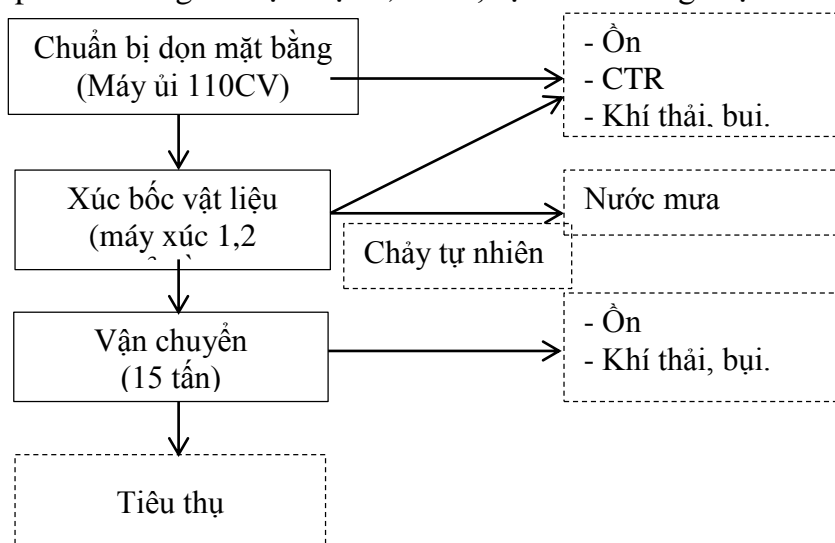 Chuẩn bị dọn mặt bằng
(Máy ủi 110CV)
- Ồn
- CTR
- Khí thải, bụi.
Xúc bốc vật liệu
(máy xúc 1,2
Nước mưa
Chảy tự nhiên
Vận chuyển
(15 tấn)
- Ồn
- Khí thải, bụi.
Tiêu thụ